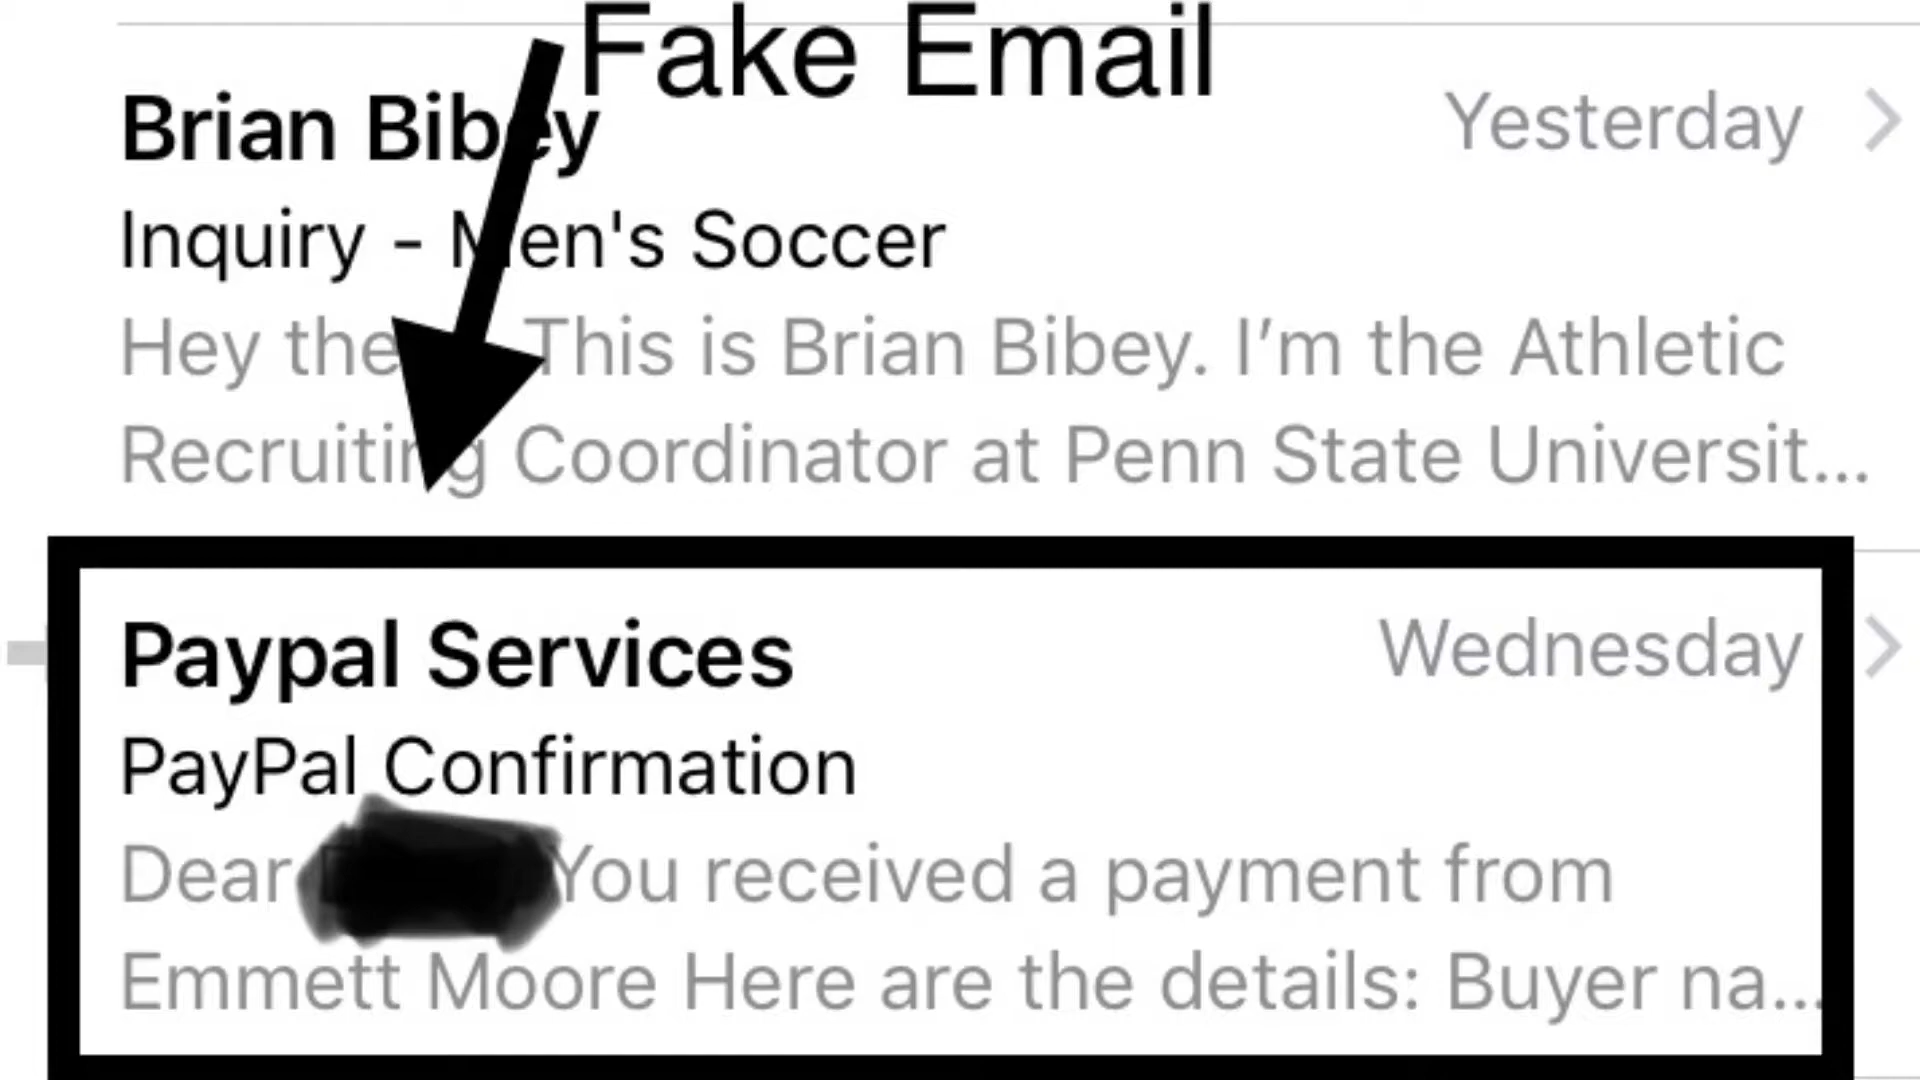 Fake Email
Brian Bibey
Yesterday
Inquiry - Men's Soccer
Hey the This is Brian Bibey. I'm the Athletic
Recruiting Coordinator at Penn State Universit...
Paypal Services
Wednesday
PayPal Confirmation
Dear You received a payment from
Emmett Moore Here are the details: Buyer na...